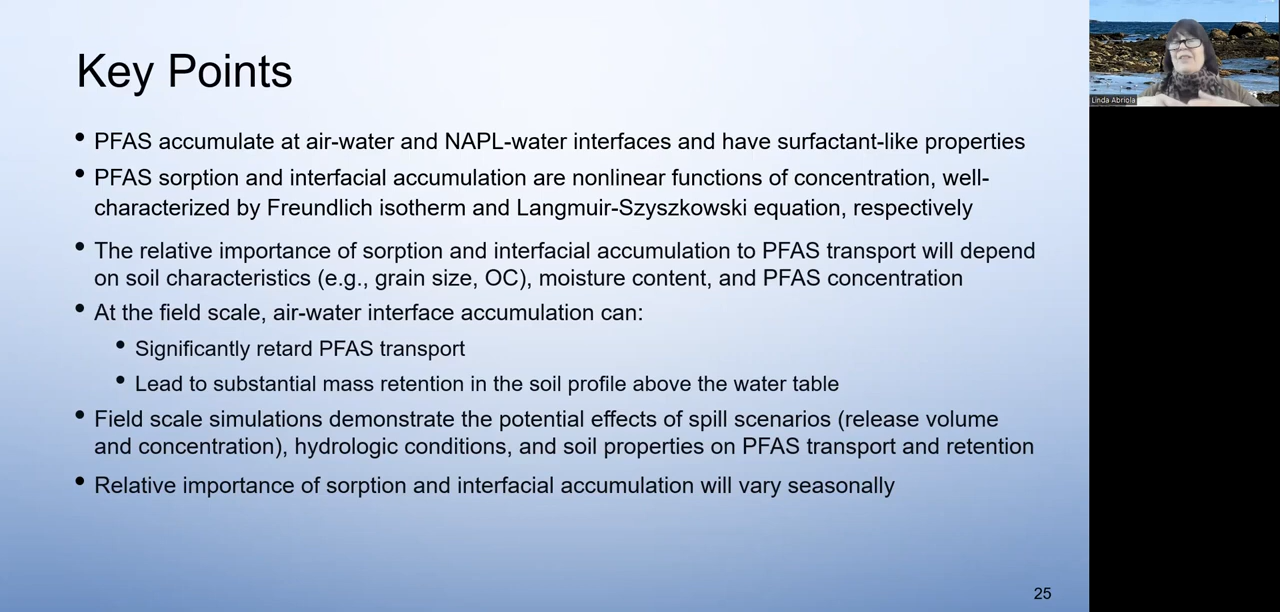 Key Points
• PFAS accumulate at air-water and NAPL-water interfaces and have surfactant-like properties
• PFAS sorption and interfacial accumulation are nonlinear functions of concentration, well-
characterized by Freundlich isotherm and Langmuir-Szyszkowski equation, respectively
• The relative importance of sorption and interfacial accumulation to PFAS transport will depend
on soil characteristics (e.g., grain size, OC), moisture content, and PFAS concentration
• At the field scale, air-water interface accumulation can:
• Significantly retard PFAS transport
• Lead to substantial mass retention in the soil profile above the water table
• Field scale simulations demonstrate the potential effects of spill scenarios (release volume
and concentration), hydrologic conditions, and soil properties on PFAS transport and retention
• Relative importance of sorption and interfacial accumulation will vary seasonally
25
Linda Abriola